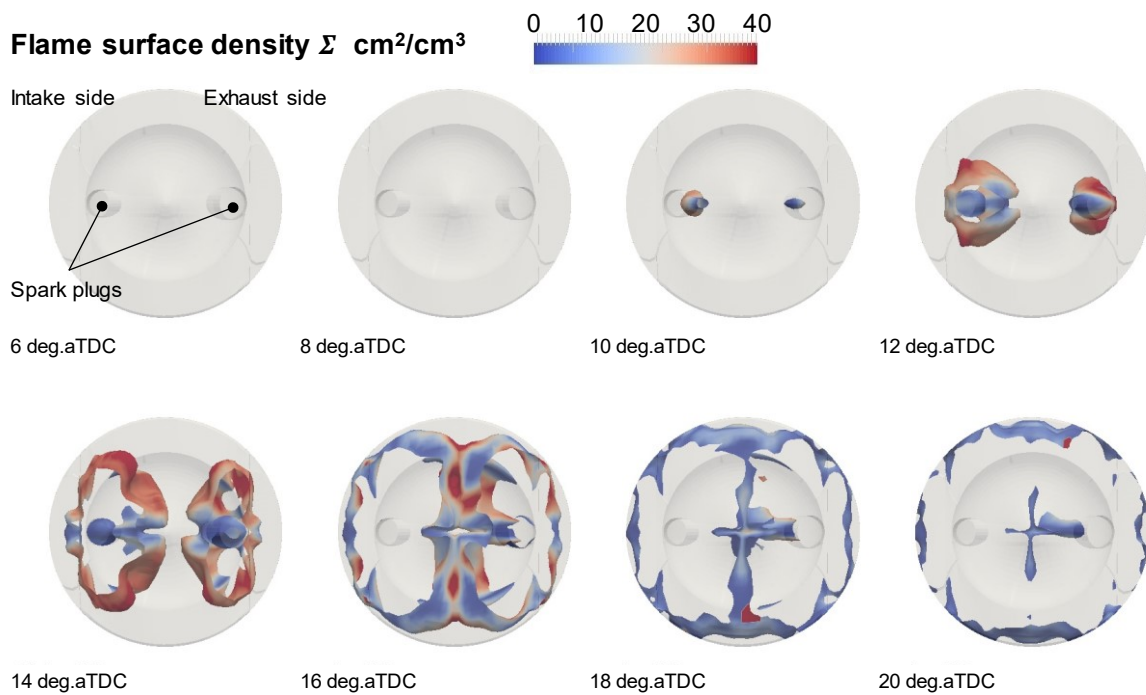 0 10 20 30 40
Flame surface density Σ cm²/cm³
Intake side Exhaust side
Spark plugs
6 deg.aTDC 8 deg.aTDC 10 deg.aTDC 12 deg.aTDC
14 deg.aTDC 16 deg.aTDC 18 deg.aTDC 20 deg.aTDC